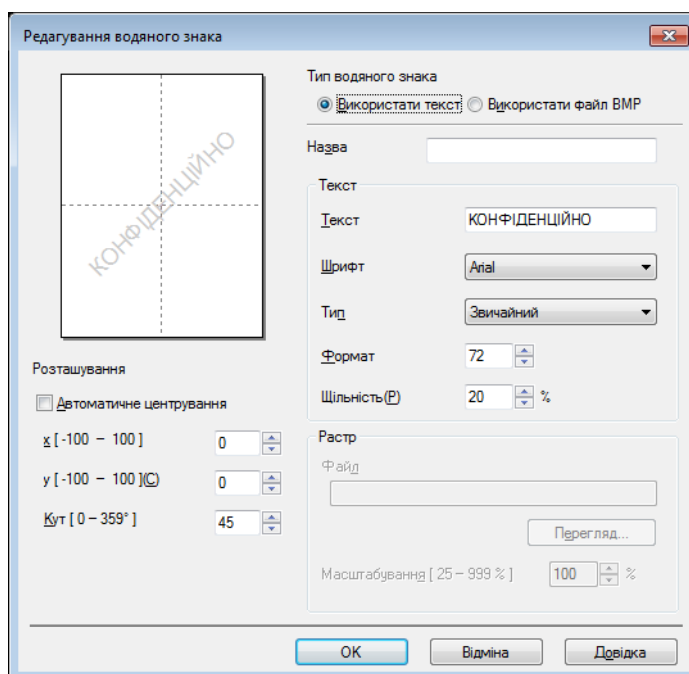 Редагування водяного знака
КОНФІДЕНЦІЙНО
Тип водяного знака
Використати текст Використати файл BMP
Назва
Текст
Текст КОНФІДЕНЦІЙНО
Шрифт Arial
Тип Звичайний
Формат 72
Щільність(P) 20 %
Розташування
Автоматичне центрування
x [ -100 – 100 ] 0
y [ -100 – 100 ](C) 0
Кут [ 0 – 359° ] 45
Растр
Файл
Перегляд...
Масштабування [ 25 – 999 % ] 100 %
OK Відміна Довідка